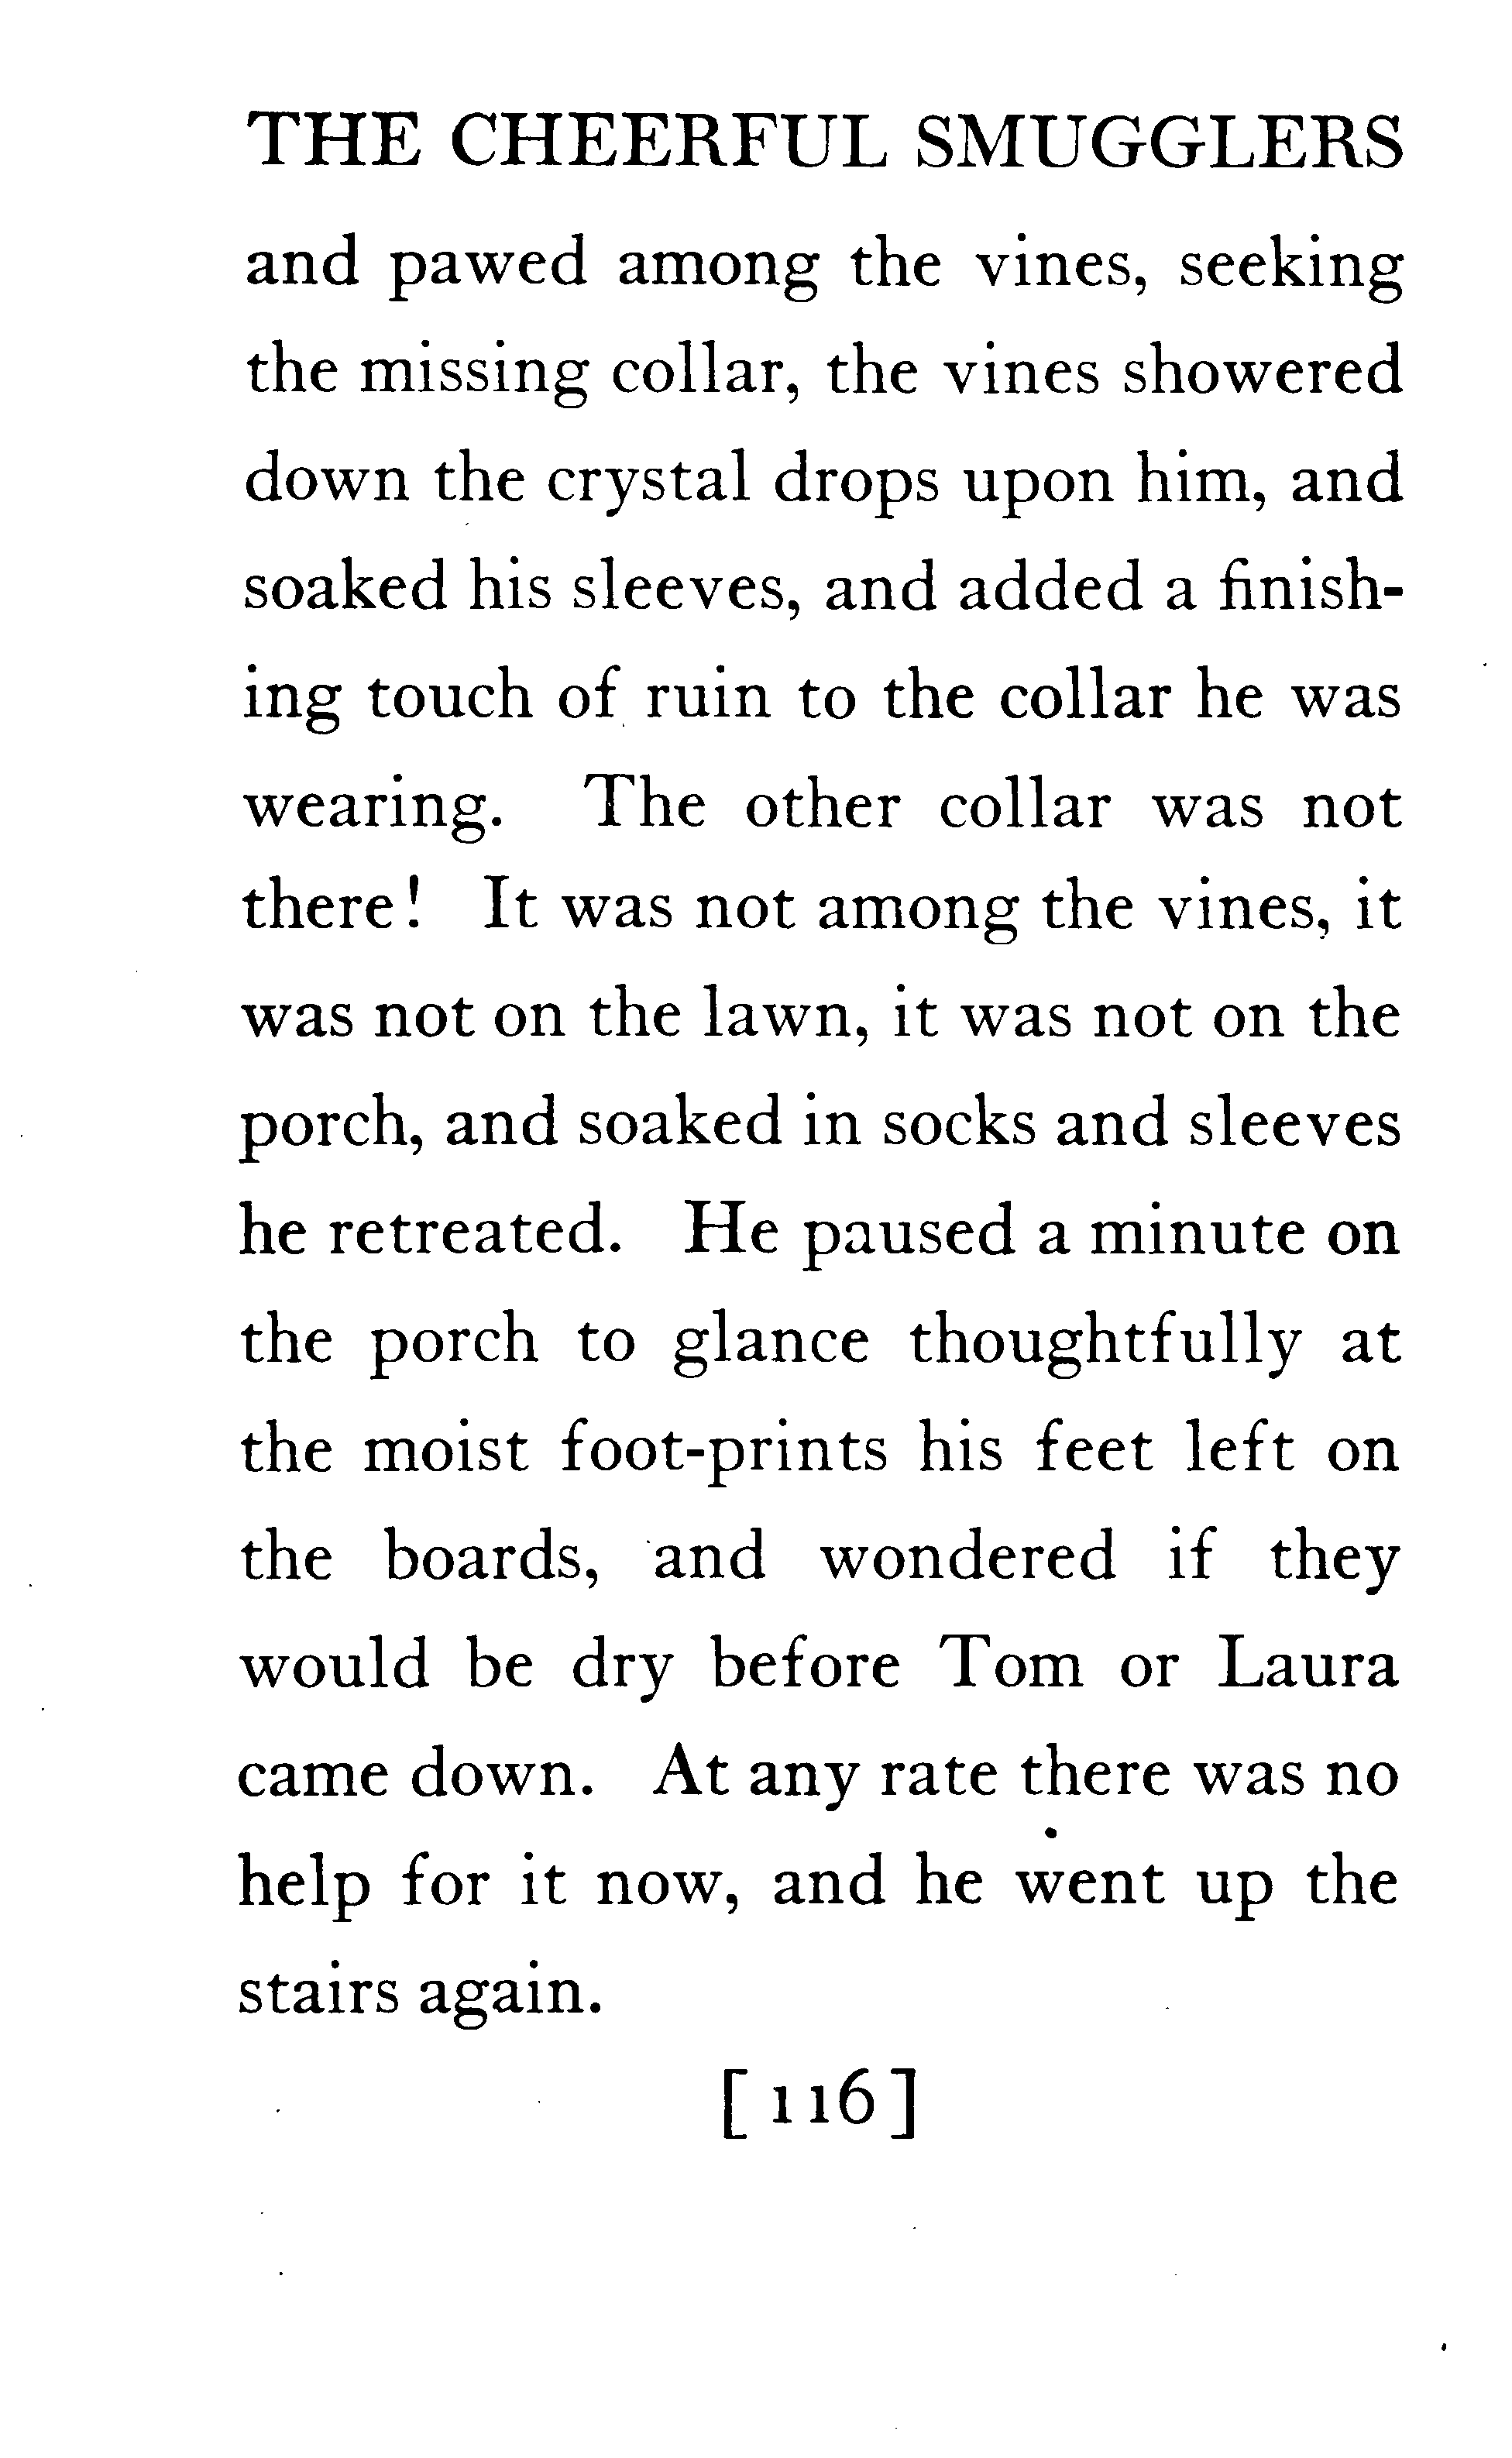 THE CHEERFUL SMUGGLERS
and pawed among the vines, seeking
the missing collar, the vines showered
down the crystal drops upon him, and
soaked his sleeves, and added a finish-
ing touch of ruin to the collar he was
wearing. The other collar was not
there! It was not among the vines, it
was not on the lawn, it was not on the
porch, and soaked in socks and sleeves
he retreated. He paused a minute on
the porch to glance thoughtfully at
the moist foot-prints his feet left on
the boards, and wondered if they
would be dry before Tom or Laura
came down. At any rate there was no
help for it now, and he went up the
stairs again.
[116]